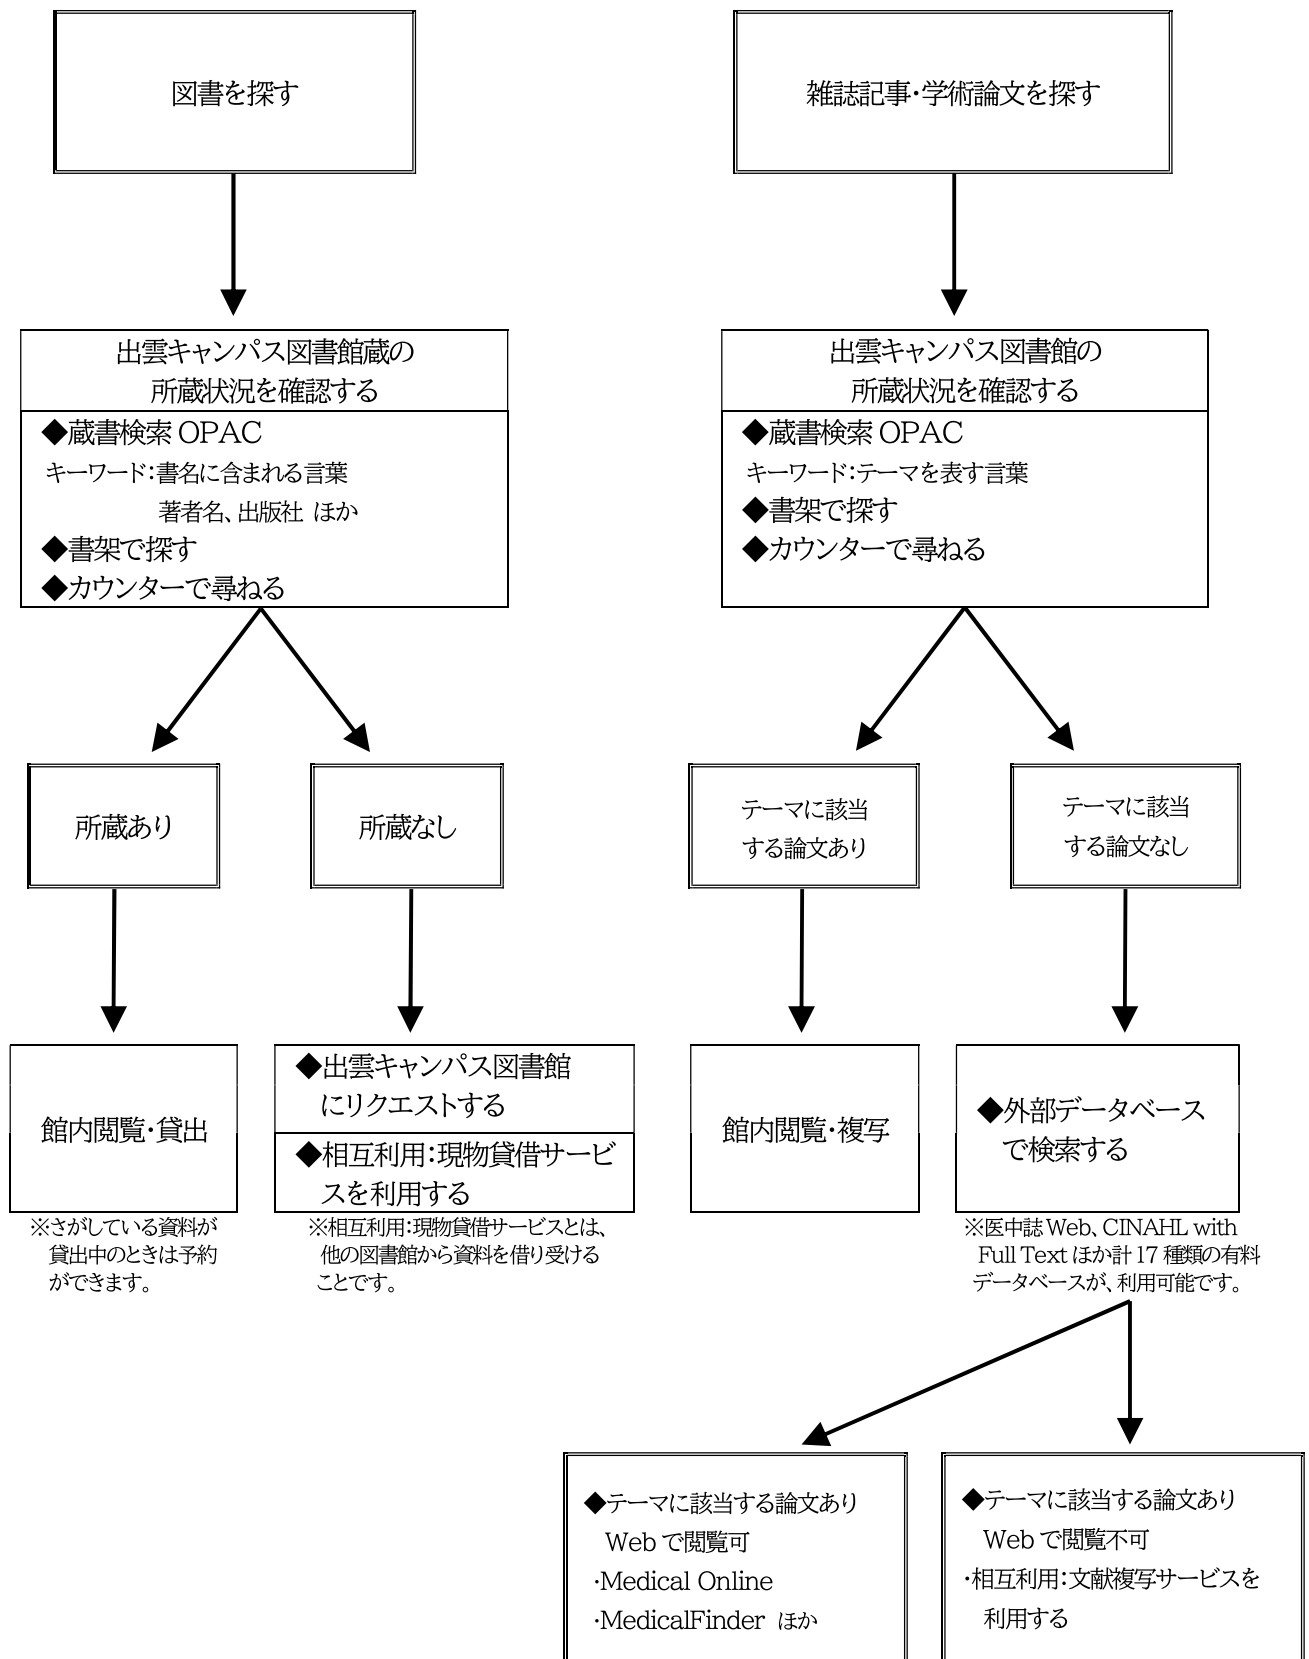 図書を探す
雑誌記事・学術論文を探す
出雲キャンパス図書館蔵の
所蔵状況を確認する
◆蔵書検索 OPAC
キーワード：書名に含まれる言葉
著者名、出版社 ほか
◆書架で探す
◆カウンターで尋ねる
出雲キャンパス図書館の
所蔵状況を確認する
◆蔵書検索 OPAC
キーワード：テーマを表す言葉
◆書架で探す
◆カウンターで尋ねる
所蔵あり
所蔵なし
テーマに該当
する論文あり
テーマに該当
する論文なし
館内閲覧・貸出
※さがしている資料が
貸出中のときは予約
ができます。
◆出雲キャンパス図書館
にリクエストする
◆相互利用：現物貸借サービ
スを利用する
※相互利用：現物貸借サービスとは、
他の図書館から資料を借り受ける
ことです。
館内閲覧・複写
◆外部データベース
で検索する
※医中誌 Web、CINAHL with
Full Text ほか計 17 種類の有料
データベースが、利用可能です。
◆テーマに該当する論文あり
Web で閲覧可
・Medical Online
・MedicalFinder ほか
◆テーマに該当する論文あり
Web で閲覧不可
・相互利用：文献複写サービスを
利用する